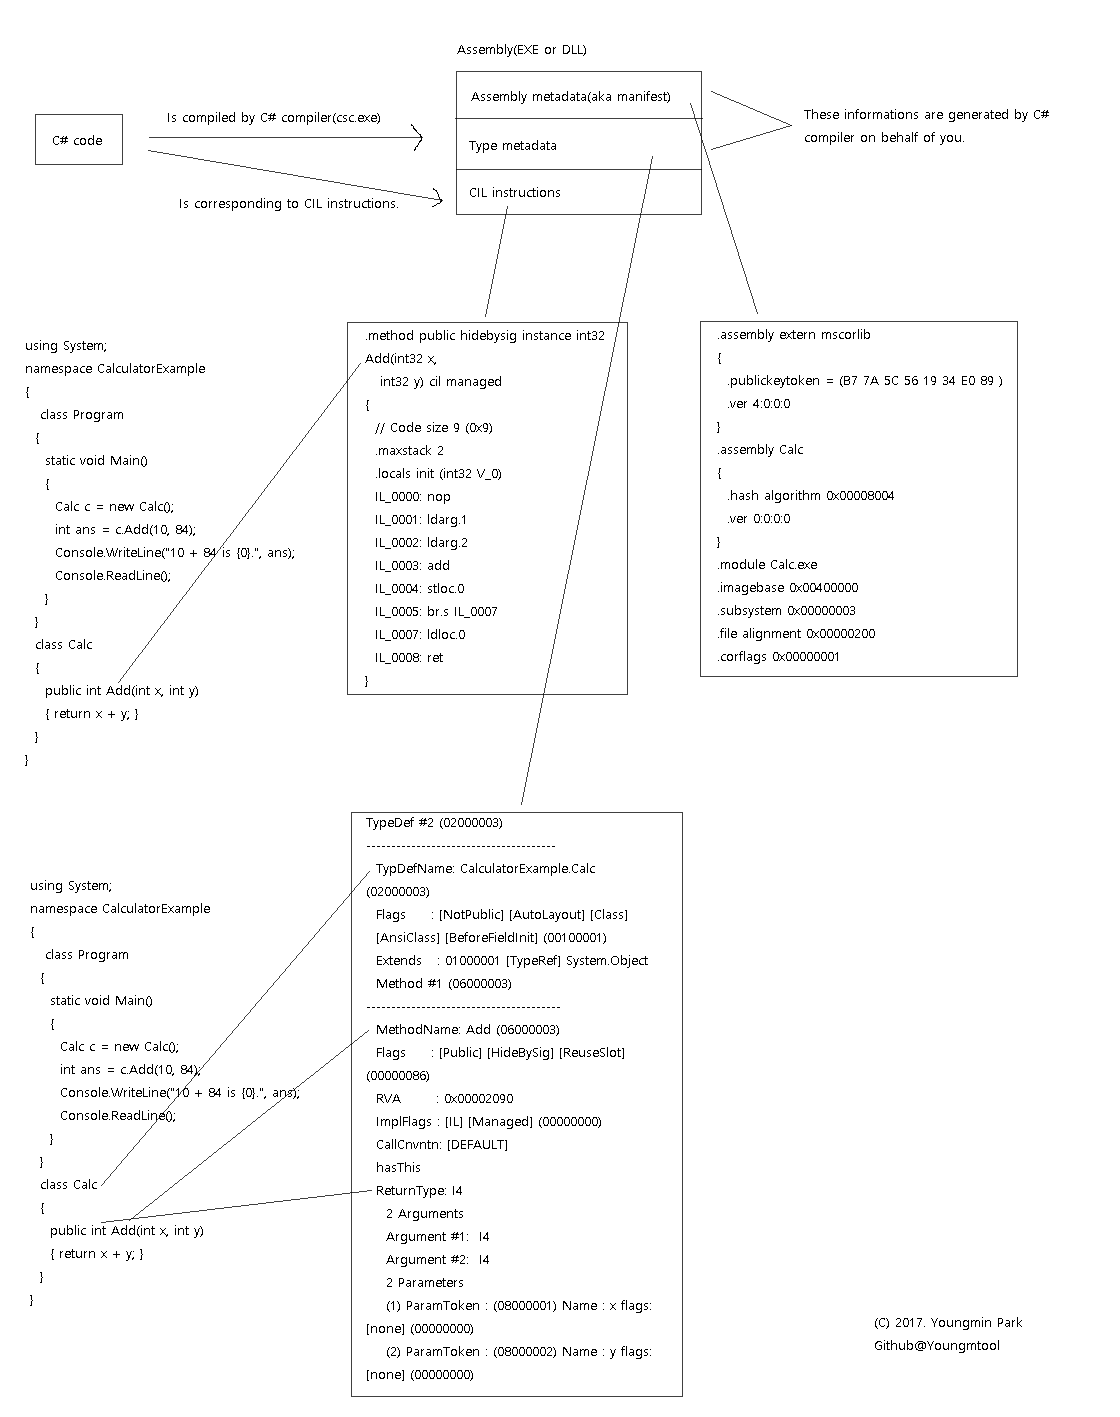 Assembly(EXE or DLL)
Assembly metadata(aka manifest)
Type metadata
CIL instructions
C# code
Is compiled by C# compiler(csc.exe)
Is corresponding to CIL instructions.
These informations are generated by C#
compiler on behalf of you.
using System;
namespace CalculatorExample
{
class Program
{
static void Main()
{
Calc c = new Calc();
int ans = c.Add(10, 84);
Console.WriteLine("10 + 84 is {0}.", ans);
Console.ReadLine();
}
}
class Calc
{
public int Add(int x, int y)
{ return x + y; }
}
}
.method public hidebysig instance int32
Add(int32 x,
int32 y) cil managed
{
// Code size 9 (0x9)
.maxstack 2
.locals init (int32 V_0)
IL_0000: nop
IL_0001: ldarg.1
IL_0002: ldarg.2
IL_0003: add
IL_0004: stloc.0
IL_0005: br.s IL_0007
IL_0007: ldloc.0
IL_0008: ret
}
.assembly extern mscorlib
{
.publickeytoken = (B7 7A 5C 56 19 34 E0 89 )
.ver 4:0:0:0
}
.assembly Calc
{
.hash algorithm 0x00008004
.ver 0:0:0:0
}
.module Calc.exe
.imagebase 0x00400000
.subsystem 0x00000003
.file alignment 0x00000200
.corflags 0x00000001
using System;
namespace CalculatorExample
{
class Program
{
static void Main()
{
Calc c = new Calc();
int ans = c.Add(10, 84);
Console.WriteLine("10 + 84 is {0}.", ans);
Console.ReadLine();
}
}
class Calc
{
public int Add(int x, int y)
{ return x + y; }
}
}
TypeDef #2 (02000003)
--------------------------------------
TypDefName: CalculatorExample.Calc
(02000003)
Flags : [NotPublic] [AutoLayout] [Class]
[AnsiClass] [BeforeFieldInit] (00100001)
Extends : 01000001 [TypeRef] System.Object
Method #1 (06000003)
---------------------------------------
MethodName: Add (06000003)
Flags : [Public] [HideBySig] [ReuseSlot]
(00000086)
RVA : 0x00002090
ImplFlags : [IL] [Managed] (00000000)
CallCnvntn: [DEFAULT]
hasThis
ReturnType: I4
2 Arguments
Argument #1: I4
Argument #2: I4
2 Parameters
(1) ParamToken : (08000001) Name : x flags:
[none] (00000000)
(2) ParamToken : (08000002) Name : y flags:
[none] (00000000)
(C) 2017. Youngmin Park
Github@Youngmtool